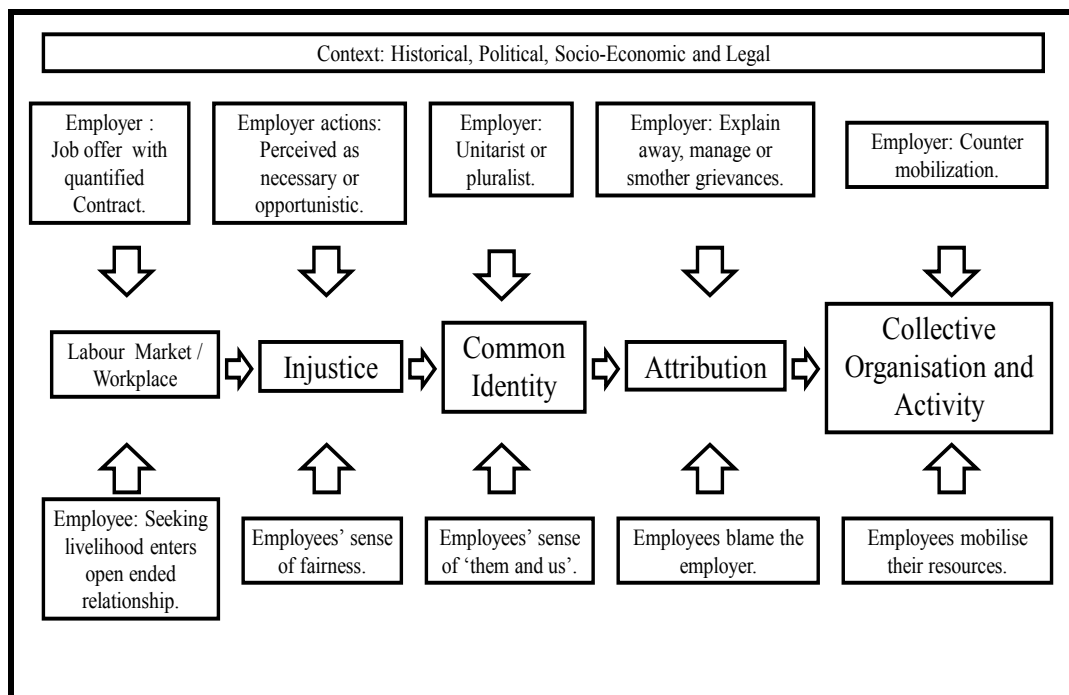 Context: Historical, Political, Socio-Economic and Legal
Employer :
Job offer with
quantified
Contract.
Employer actions:
Perceived as
necessary or
opportunistic.
Employer:
Unitarist or
pluralist.
Employer: Explain
away, manage or
smother grievances.
Employer: Counter
mobilization.
Labour Market /
Workplace
Injustice
Common
Identity
Attribution
Collective
Organisation and
Activity
Employee: Seeking
livelihood enters
open ended
relationship.
Employees’ sense
of fairness.
Employees’ sense
of ‘them and us’.
Employees blame the
employer.
Employees mobilise
their resources.